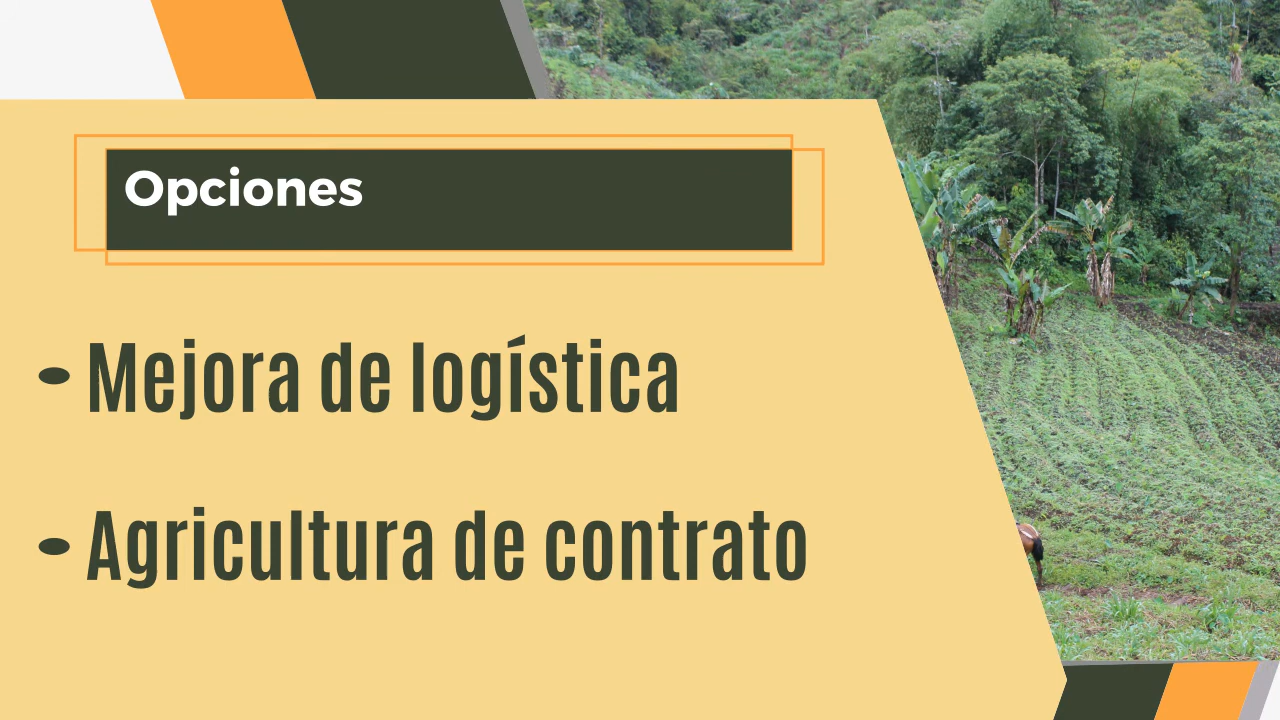 Opciones
- Mejora de logística
- Agricultura de contrato